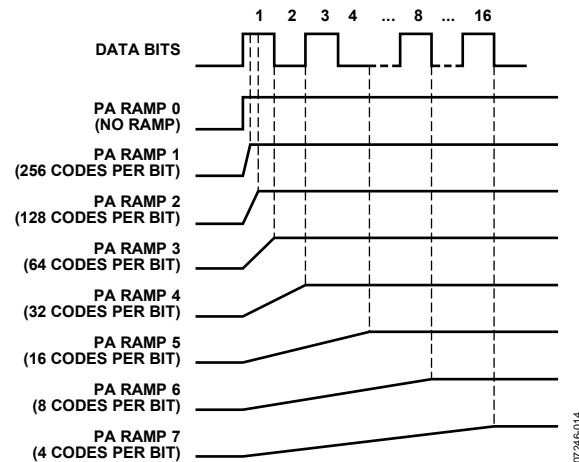 1 2 3 4 ... 8 ... 16
DATA BITS
PA RAMP 0
(NO RAMP)
PA RAMP 1
(256 CODES PER BIT)
PA RAMP 2
(128 CODES PER BIT)
PA RAMP 3
(64 CODES PER BIT)
PA RAMP 4
(32 CODES PER BIT)
PA RAMP 5
(16 CODES PER BIT)
PA RAMP 6
(8 CODES PER BIT)
PA RAMP 7
(4 CODES PER BIT)
07246-014